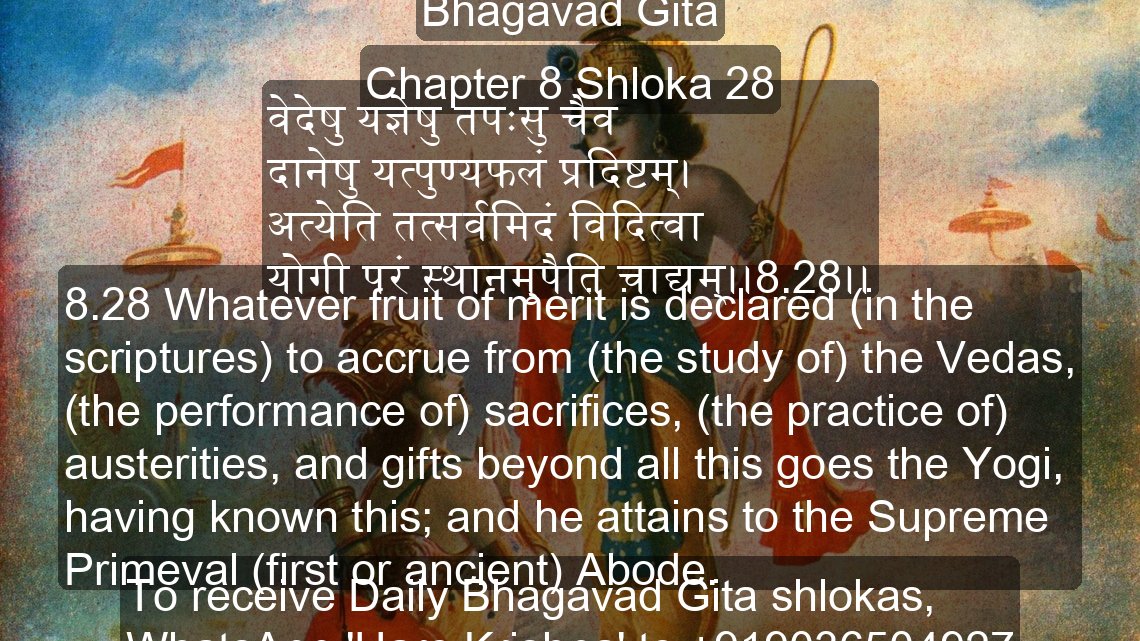 Bhagavad Gita
Chapter 8 Shloka 28
वेदेषु यज्ञेषु तपःसु चैव
दानेषु यत्पुण्यफलं प्रदिष्टम्।
अत्येति तत्सर्वमिदं विदित्वा
योगी परं स्थानमुपैति चाद्यम्।।8.28।।
8.28 Whatever fruit of merit is declared (in the
scriptures) to accrue from (the study of) the Vedas,
(the performance of) sacrifices, (the practice of)
austerities, and gifts beyond all this goes the Yogi,
having known this; and he attains to the Supreme
Primeval (first or ancient) Abode.
To receive Daily Bhagavad Gita shlokas,
WhatsApp 'Hare Krishna' to